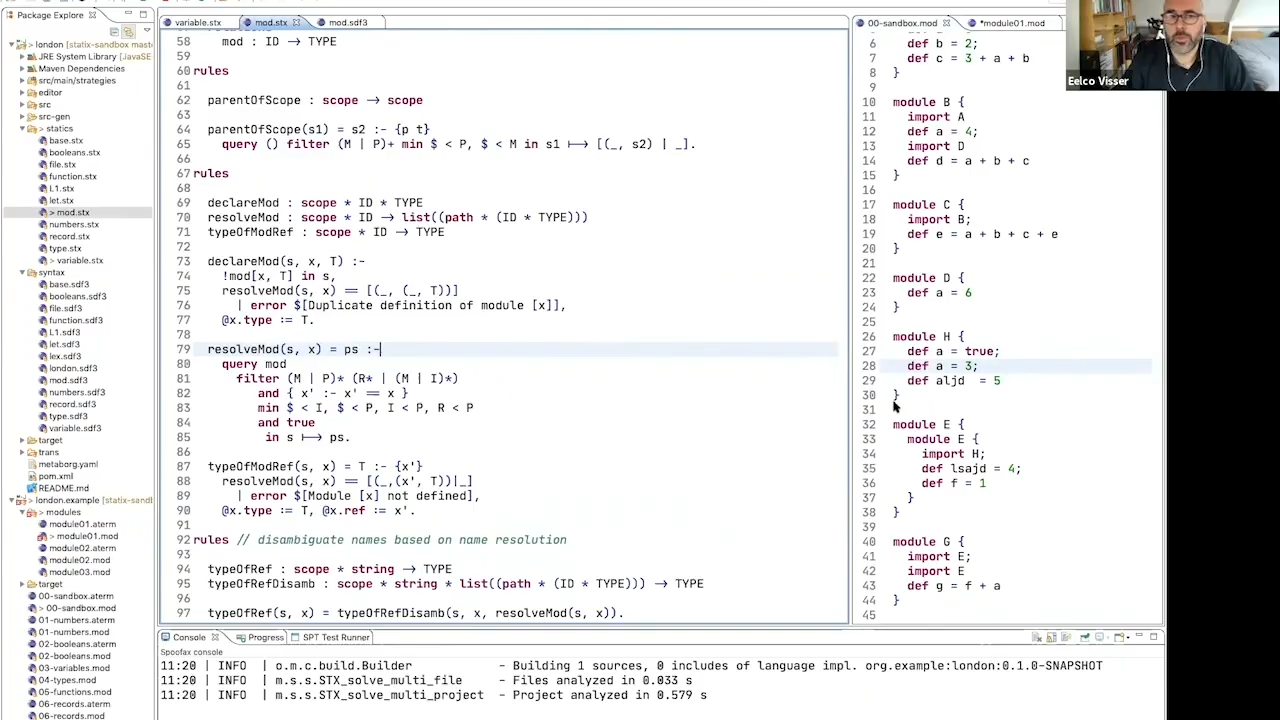 Package Explorer
london [statix-sandbox mast
JRE System Library [JavaSE
Maven Dependencies
src/main/strategies
editor
src
src-gen
> statics
base.stx
booleans.stx
file.stx
function.stx
L1.stx
let.stx
> mod.stx
numbers.stx
record.stx
type.stx
> variable.stx
syntax
base.sdf3
booleans.sdf3
file.sdf3
function.sdf3
L1.sdf3
let.sdf3
lex.sdf3
london.sdf3
mod.sdf3
numbers.sdf3
record.sdf3
type.sdf3
variable.sdf3
target
trans
metaborg.yaml
pom.xml
README.md
> london.example [statix-sand
> modules
module01.aterm
> module01.mod
module02.aterm
module02.mod
module03.mod
target
00-sandbox.aterm
> 00-sandbox.mod
01-numbers.aterm
01-numbers.mod
02-booleans.aterm
02-booleans.mod
03-variables.mod
04-types.mod
05-functions.mod
06-records.aterm
06-records.mod
variable.stx mod.stx mod.sdf3
58 mod : ID → TYPE
59
60 rules
61
62 parentOfScope : scope → scope
63
64 parentOfScope(s1) = s2 :- {p t}
65 query () filter (M | P)+ min $ < P, $ < M in s1 ⟼ [(_, s2) | _].
66
67 rules
68
69 declareMod : scope * ID * TYPE
70 resolveMod : scope * ID → list((path * (ID * TYPE)))
71 typeOfModRef : scope * ID → TYPE
72
73 declareMod(s, x, T) :-
74 !mod[x, T] in s,
75 resolveMod(s, x) == [(_, (_, T))]
76 | error $[Duplicate definition of module [x]],
77 @x.type := T.
78
79 resolveMod(s, x) = ps :-
80 query mod
81 filter (M | P)* (R* | (M | I)*)
82 and { x' :- x' == x }
83 min $ < I, $ < P, I < P, R < P
84 and true
85 in s ⟼ ps.
86
87 typeOfModRef(s, x) = T :- {x'}
88 resolveMod(s, x) == [(_,(x', T))|_]
89 | error $[Module [x] not defined],
90 @x.type := T, @x.ref := x'.
91
92 rules // disambiguate names based on name resolution
93
94 typeOfRef : scope * string → TYPE
95 typeOfRefDisamb : scope * string * list((path * (ID * TYPE))) → TYPE
96
97 typeOfRef(s, x) = typeOfRefDisamb(s, x, resolveMod(s, x)).
00-sandbox.mod *module01.mod
6 def b = 2;
7 def c = 3 + a + b
8 }
9
10 module B {
11 import A
12 def a = 4;
13 import D
14 def d = a + b + c
15 }
16
17 module C {
18 import B;
19 def e = a + b + c + e
20 }
21
22 module D {
23 def a = 6
24 }
25
26 module H {
27 def a = true;
28 def a = 3;
29 def aljd = 5
30 }
31
32 module E {
33 module E {
34 import H;
35 def lsajd = 4;
36 def f = 1
37 }
38 }
39
40 module G {
41 import E;
42 import E
43 def g = f + a
44 }
45
Eelco Visser
Console Progress SPT Test Runner
Spoofax console
11:20 | INFO | o.m.c.build.Builder - Building 1 sources, 0 includes of language impl. org.example:london:0.1.0-SNAPSHOT
11:20 | INFO | m.s.s.STX_solve_multi_file - Files analyzed in 0.033 s
11:20 | INFO | m.s.s.STX_solve_multi_project - Project analyzed in 0.579 s